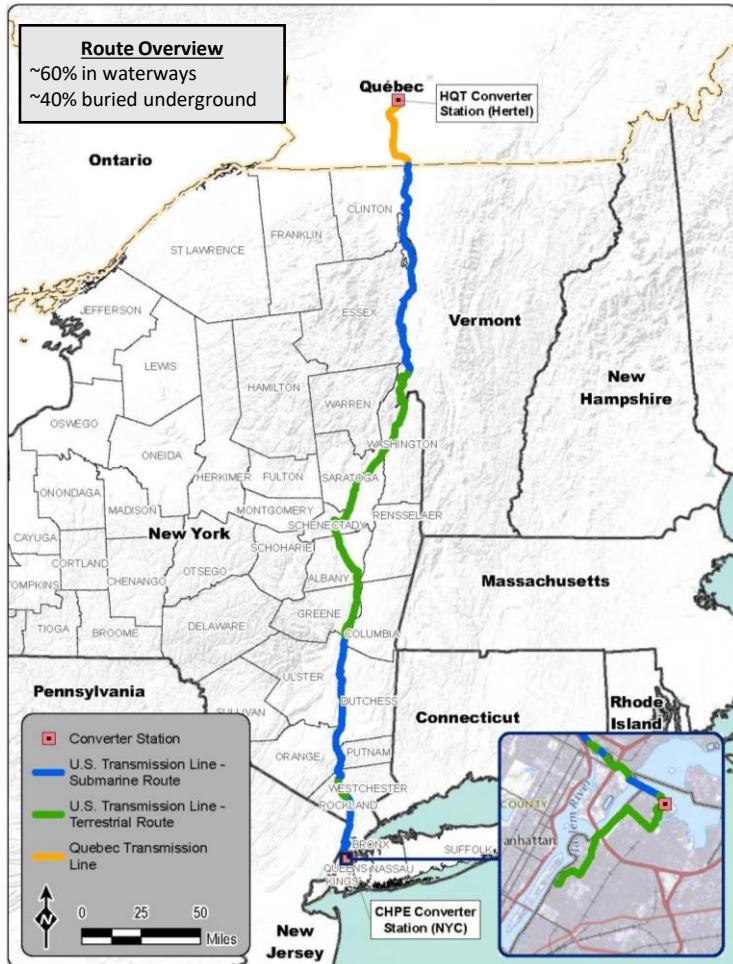 Route Overview
~60% in waterways
~40% buried underground
Québec
HQT Converter
Station (Hertel)
Ontario
CLINTON
FRANKLIN
ST LAWRENCE
ESSEX
JEFFERSON
Vermont
LEWIS
HAMILTON
New
Hampshire
WARREN
OSWEGO
WASHINGTON
ONEIDA
HERKIMER
FULTON
SARATOGA
ONONDAGA
MADISON
MONTGOMERY
RENSSELAER
SCHENECTADY
New York
CAYUGA
SCHOHARIE
CORTLAND
OTSEGO
ALBANY
Massachusetts
TOMPKINS
CHENANGO
GREENE
TIOGA
BROOME
DELAWARE
COLUMBIA
ULSTER
Pennsylvania
DUTCHESS
Connecticut
Rhode
Island
SULLIVAN
ORANGE
PUTNAM
WESTCHESTER
ROCKLAND
BRONX
SUFFOLK
QUEENS
NASSAU
KINGS
CHPE Converter
Station (NYC)
New
Jersey
Converter Station
U.S. Transmission Line -
Submarine Route
U.S. Transmission Line -
Terrestrial Route
Quebec Transmission
Line
N
0 25 50
Miles
COUNTY
anhattan
River